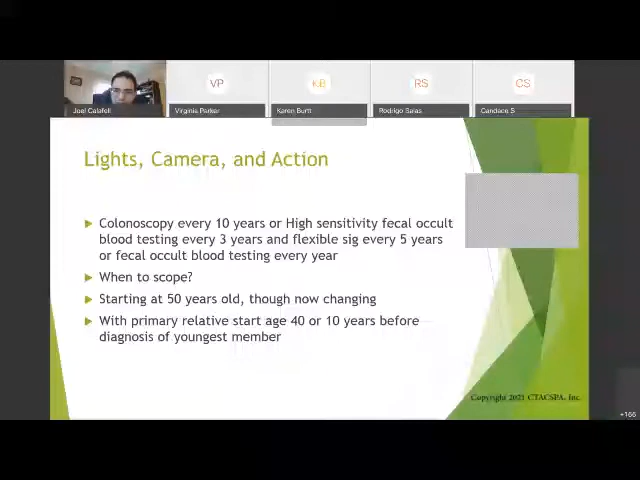 VP
KB
RS
CS
Joel Calafell
Virginia Parker
Karen Burtt
Rodrigo Salas
Candace S
Lights, Camera, and Action
Colonoscopy every 10 years or High sensitivity fecal occult
blood testing every 3 years and flexible sig every 5 years
or fecal occult blood testing every year
When to scope?
Starting at 50 years old, though now changing
With primary relative start age 40 or 10 years before
diagnosis of youngest member
Copyright 2021 CTACSPA, Inc.
+166